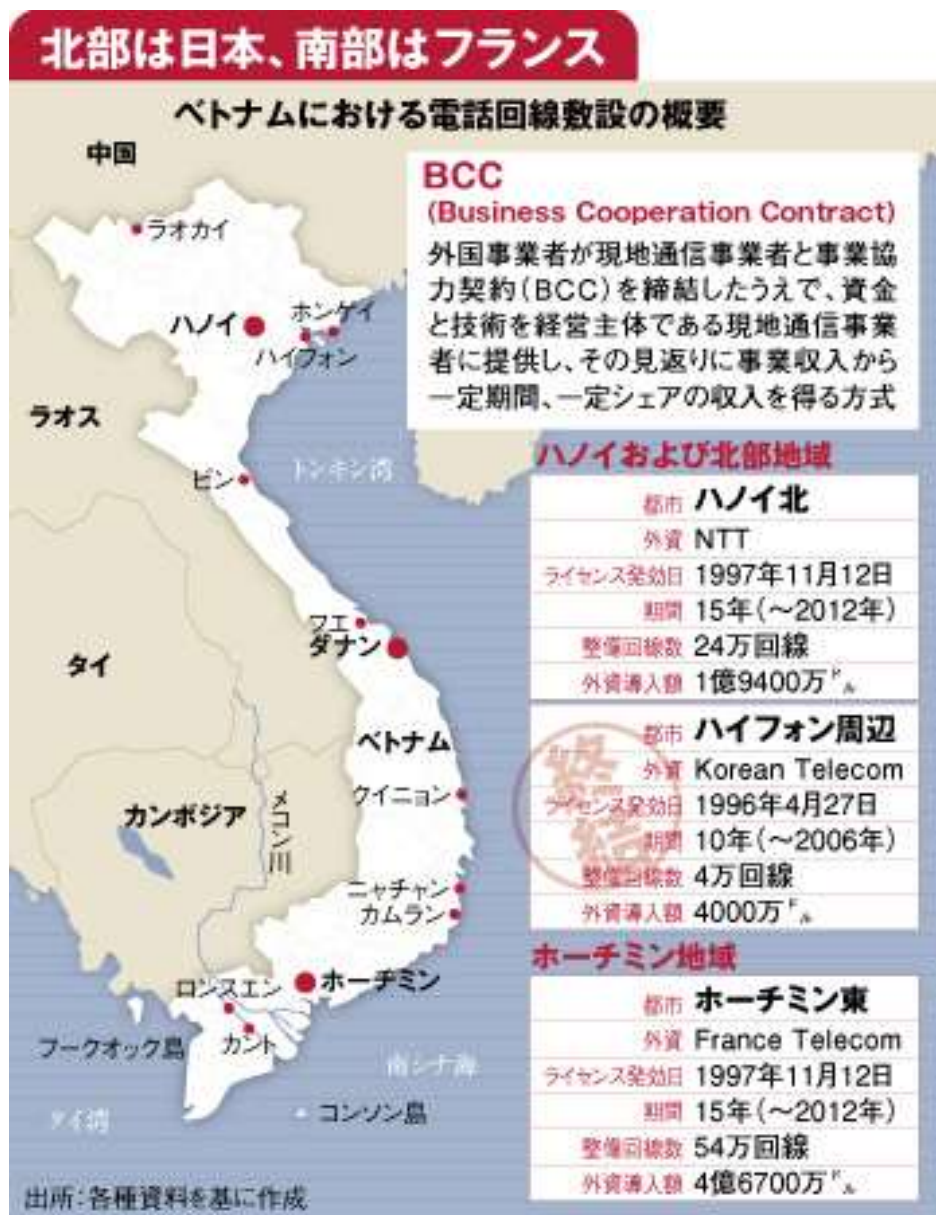 北部は日本、南部はフランス
ベトナムにおける電話回線敷設の概要
中国
BCC
(Business Cooperation Contract)
外国事業者が現地通信事業者と事業協
力契約(BCC)を締結したうえで、資金
と技術を経営主体である現地通信事業
者に提供し、その見返りに事業収入から
一定期間、一定シェアの収入を得る方式
ラオカイ
ハノイ
ホンゲイ
ハイフォン
ラオス
ビン
トンキン湾
フエ
ダナン
タイ
ベトナム
クイニョン
カンボジア
メコン川
ニャチャン
カムラン
ホーチミン
ロンスエン
カント
フークオック島
南シナ海
タイ湾
コンソン島
ハノイおよび北部地域
都市 ハノイ北
外資 NTT
ライセンス発効日 1997年11月12日
期間 15年(～2012年)
整備回線数 24万回線
外資導入額 1億9400万ドル
都市 ハイフォン周辺
外資 Korean Telecom
ライセンス発効日 1996年4月27日
期間 10年(～2006年)
整備回線数 4万回線
外資導入額 4000万ドル
終結
ホーチミン地域
都市 ホーチミン東
外資 France Telecom
ライセンス発効日 1997年11月12日
期間 15年(～2012年)
整備回線数 54万回線
外資導入額 4億6700万ドル
出所：各種資料を基に作成